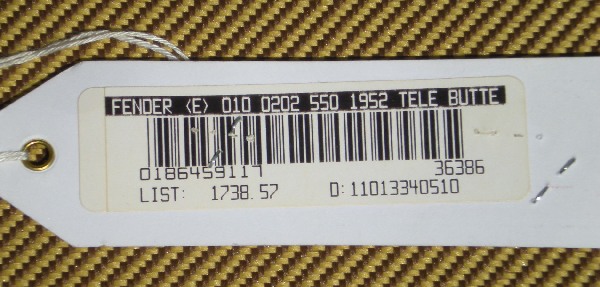 FENDER <E> 010 0202 550 1952 TELE BUTTE
0186459117 36386
LIST: 1738.57 D:11013340510